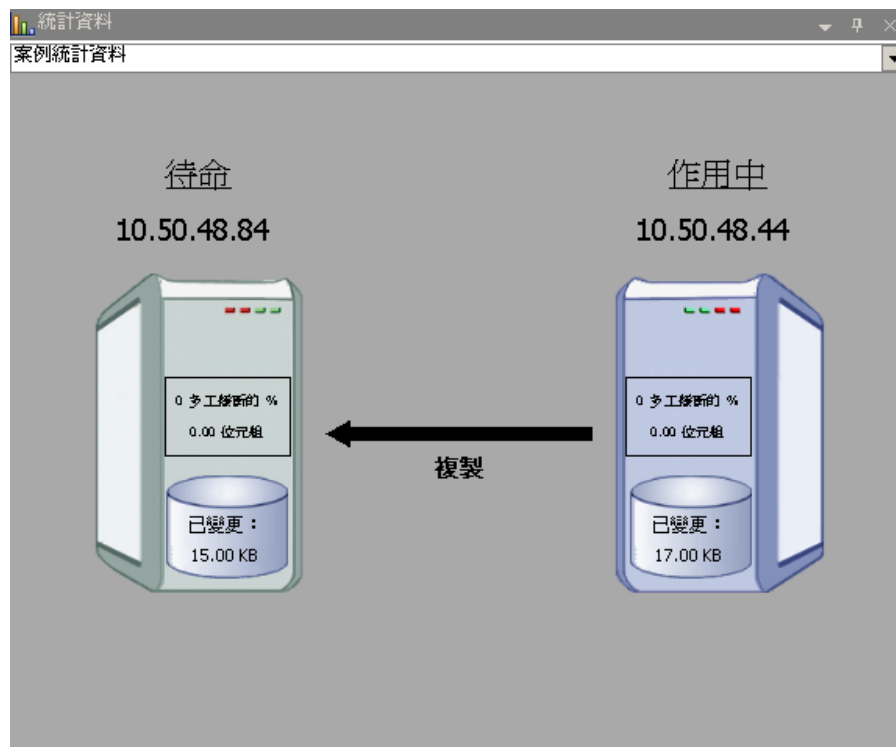 統計資料
案例統計資料
待命
作用中
10.50.48.84
10.50.48.44
0 多工緩衝的 %
0.00 位元組
已變更：
15.00 KB
複製
0 多工緩衝的 %
0.00 位元組
已變更：
17.00 KB